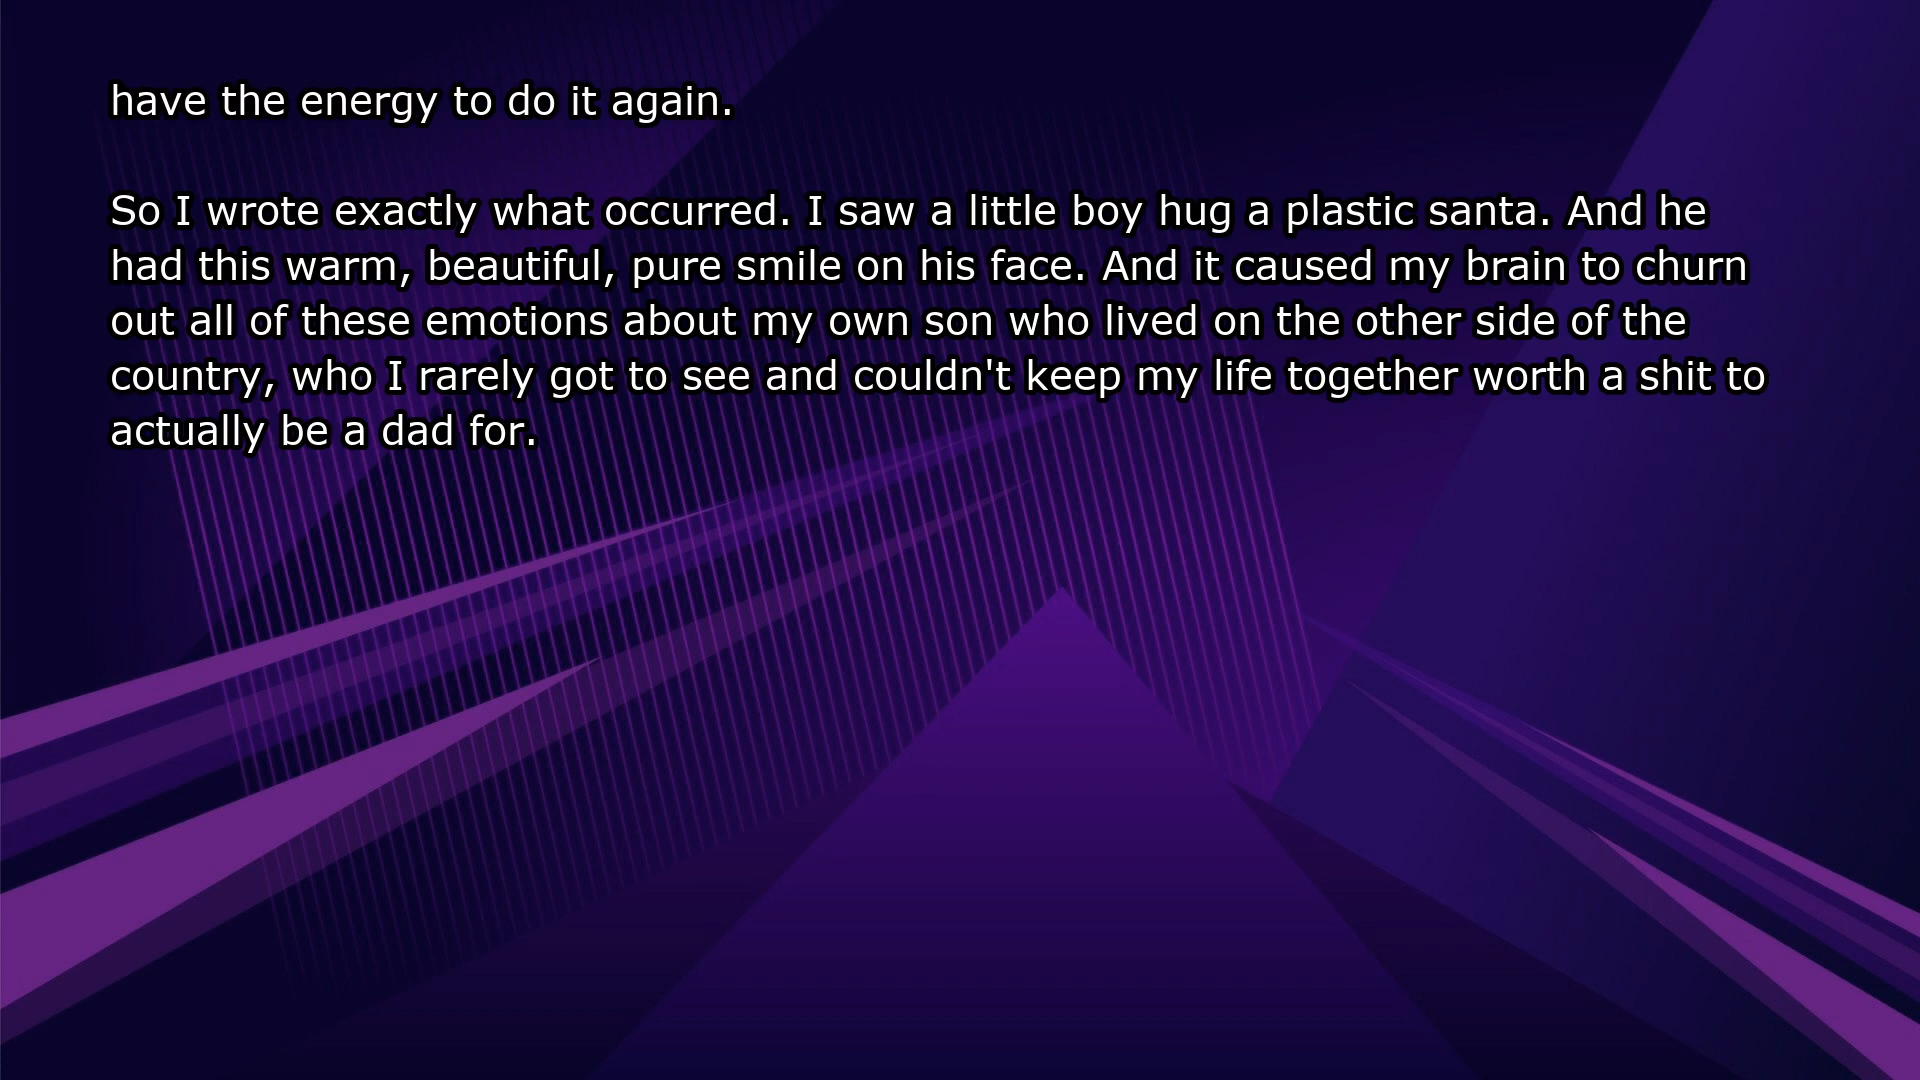 have the energy to do it again.
So I wrote exactly what occurred. I saw a little boy hug a plastic santa. And he
had this warm, beautiful, pure smile on his face. And it caused my brain to churn
out all of these emotions about my own son who lived on the other side of the
country, who I rarely got to see and couldn't keep my life together worth a shit to
actually be a dad for.